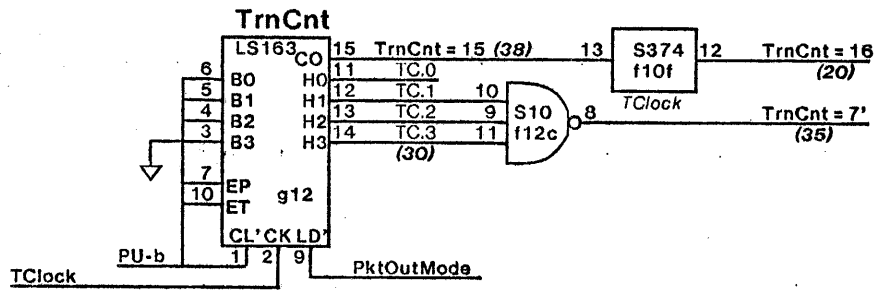 TrnCnt
LS163
15 TrnCnt = 15 (38) 13 S374 12 TrnCnt = 16
CO
f10f
(20)
TClock
6 B0 H0 11 TC.0
5 B1 H1 12 TC.1 10
4 B2 H2 13 TC.2 9 S10 8 TrnCnt = 7'
3 B3 H3 14 TC.3 11 f12c
(30)
(35)
7 EP
10 ET
g12
CL' CK LD'
PU-b 1 2 9 PktOutMode
TClock